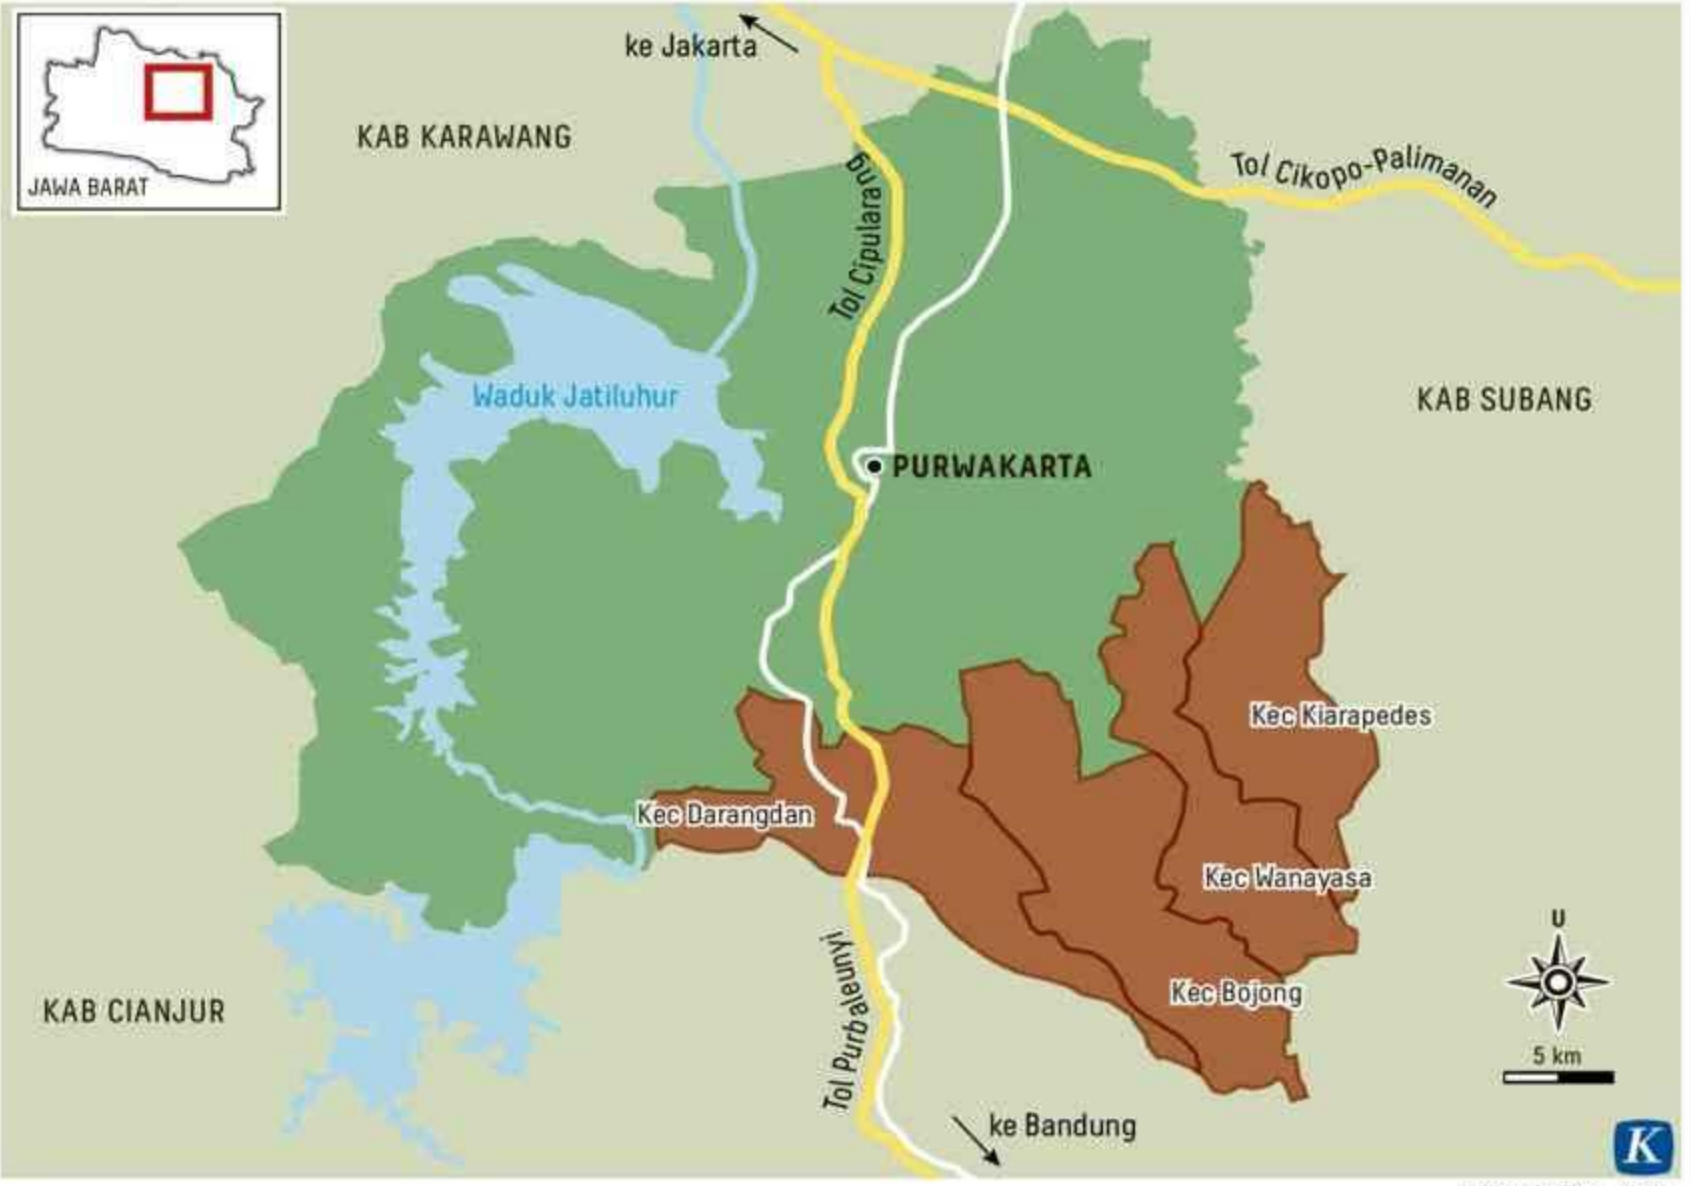 ke Jakarta
KAB KARAWANG
JAWA BARAT
Tol Cikopo-Palimanan
Tol Cipularang
Waduk Jatiluhur
KAB SUBANG
PURWAKARTA
Kec Kiarapedes
Kec Darangdan
Kec Wanayasa
U
Kec Bojong
KAB CIANJUR
Tol Purbaleunyi
5 km
ke Bandung
K